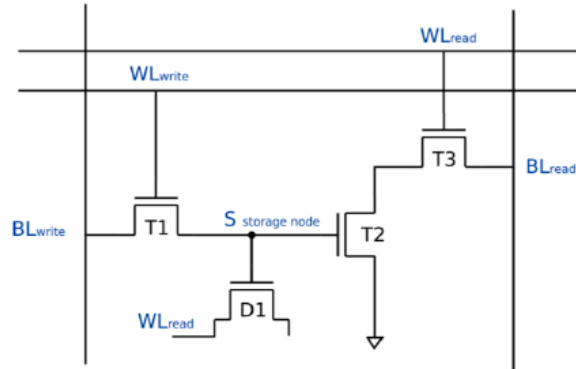 WLread
WLwrite
T3
BLread
BLwrite
T1
S storage node
T2
WLread
D1